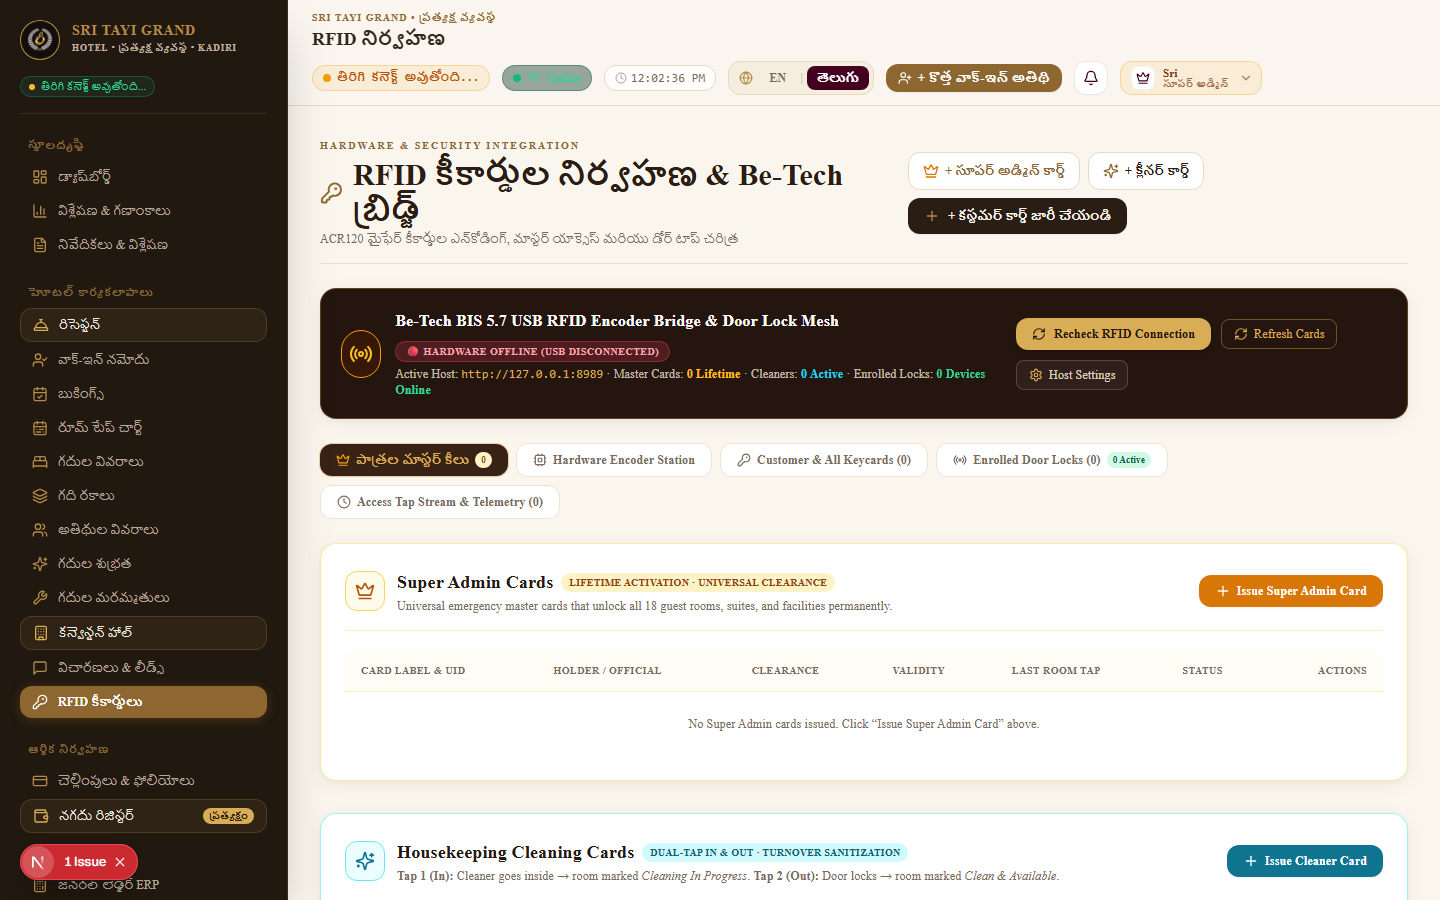 SRI TAYI GRAND
HOTEL • ప్రత్యక్ష వ్యవస్థ • KADIRI
తిరిగి కనెక్ట్ అవుతోంది...
స్థూలదృష్టి
డ్యాష్‌బోర్డ్
విశ్లేషణ & గణాంకాలు
నివేదికలు & విశ్లేషణ
హోటల్ కార్యకలాపాలు
రిసెప్షన్
వాక్-ఇన్ నమోదు
బుకింగ్స్
రూమ్ టేప్ చార్ట్
గదుల వివరాలు
గది రకాలు
అతిథుల వివరాలు
గదుల శుభ్రత
గదుల మరమ్మతులు
కన్వెన్షన్ హాల్
విచారణలు & లీడ్స్
RFID కీకార్డులు
ఆర్థిక నిర్వహణ
చెల్లింపులు & ఫోలియోలు
నగదు రిజిస్టర్ ప్రత్యక్షం
1 Issue
జనరల్ లెడ్జర్ ERP
SRI TAYI GRAND • ప్రత్యక్ష వ్యవస్థ
RFID నిర్వహణ
తిరిగి కనెక్ట్ అవుతోంది...
12:02:36 PM
EN
తెలుగు
+ కొత్త వాక్-ఇన్ అతిథి
Sri
సూపర్ అడ్మిన్
HARDWARE & SECURITY INTEGRATION
RFID కీకార్డుల నిర్వహణ & Be-Tech
బ్రిడ్జ్
ACR120 మైఫేర్ కీకార్డుల ఎన్‌కోడింగ్, మాస్టర్ యాక్సెస్ మరియు డోర్ టాప్ చరిత్ర
+ సూపర్ అడ్మిన్ కార్డ్
+ క్లీనర్ కార్డ్
+ కస్టమర్ కార్డ్ జారీ చేయండి
Be-Tech BIS 5.7 USB RFID Encoder Bridge & Door Lock Mesh
HARDWARE OFFLINE (USB DISCONNECTED)
Active Host: http://127.0.0.1:8989 · Master Cards: 0 Lifetime · Cleaners: 0 Active · Enrolled Locks: 0 Devices
Online
Recheck RFID Connection
Refresh Cards
Host Settings
పాత్రల మాస్టర్ కీలు 0
Hardware Encoder Station
Customer & All Keycards (0)
Enrolled Door Locks (0) 0 Active
Access Tap Stream & Telemetry (0)
Super Admin Cards LIFETIME ACTIVATION · UNIVERSAL CLEARANCE
Universal emergency master cards that unlock all 18 guest rooms, suites, and facilities permanently.
Issue Super Admin Card
CARD LABEL & UID HOLDER / OFFICIAL CLEARANCE VALIDITY LAST ROOM TAP STATUS ACTIONS
No Super Admin cards issued. Click “Issue Super Admin Card” above.
Housekeeping Cleaning Cards DUAL-TAP IN & OUT · TURNOVER SANITIZATION
Tap 1 (In): Cleaner goes inside → room marked Cleaning In Progress. Tap 2 (Out): Door locks → room marked Clean & Available.
Issue Cleaner Card